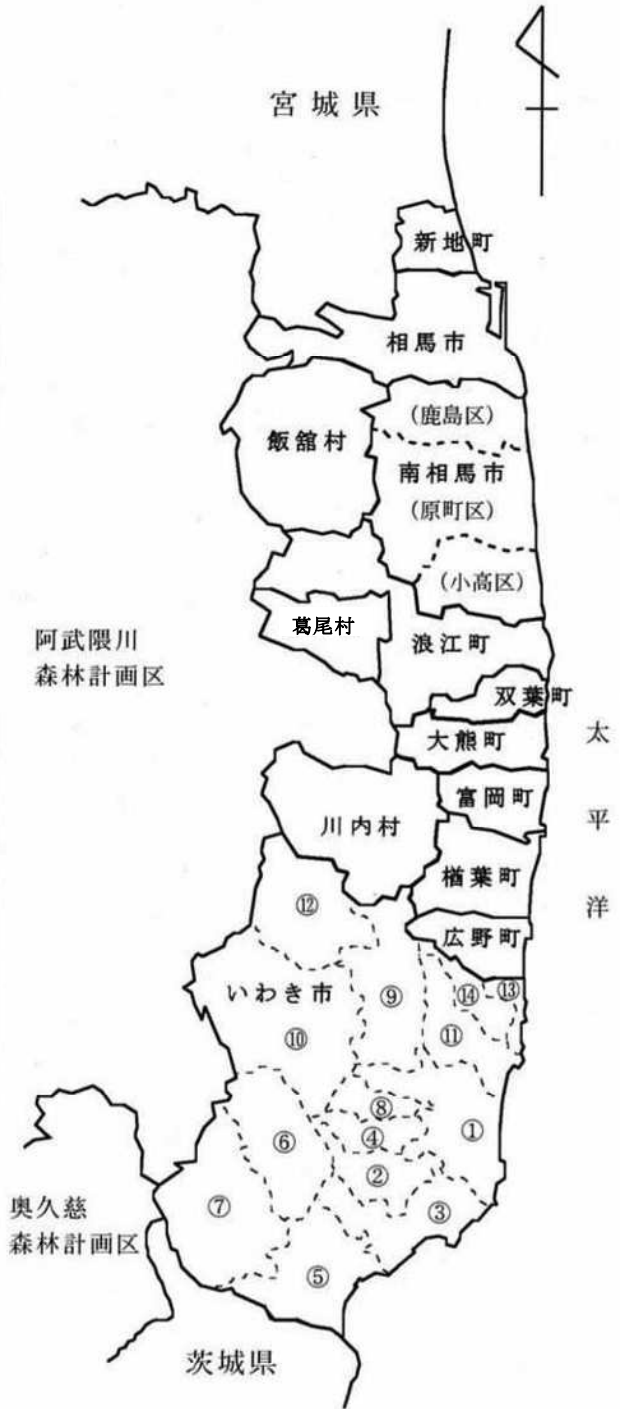 宮城県
新地町
相馬市
(鹿島区)
飯舘村
南相馬市
(原町区)
(小高区)
葛尾村
浪江町
阿武隈川
森林計画区
双葉町
大熊町
太平洋
富岡町
川内村
楢葉町
広野町
⑫
いわき市
⑨
⑭
⑬
⑩
⑪
⑧
①
④
⑥
②
⑦
③
奥久慈
森林計画区
⑤
茨城県